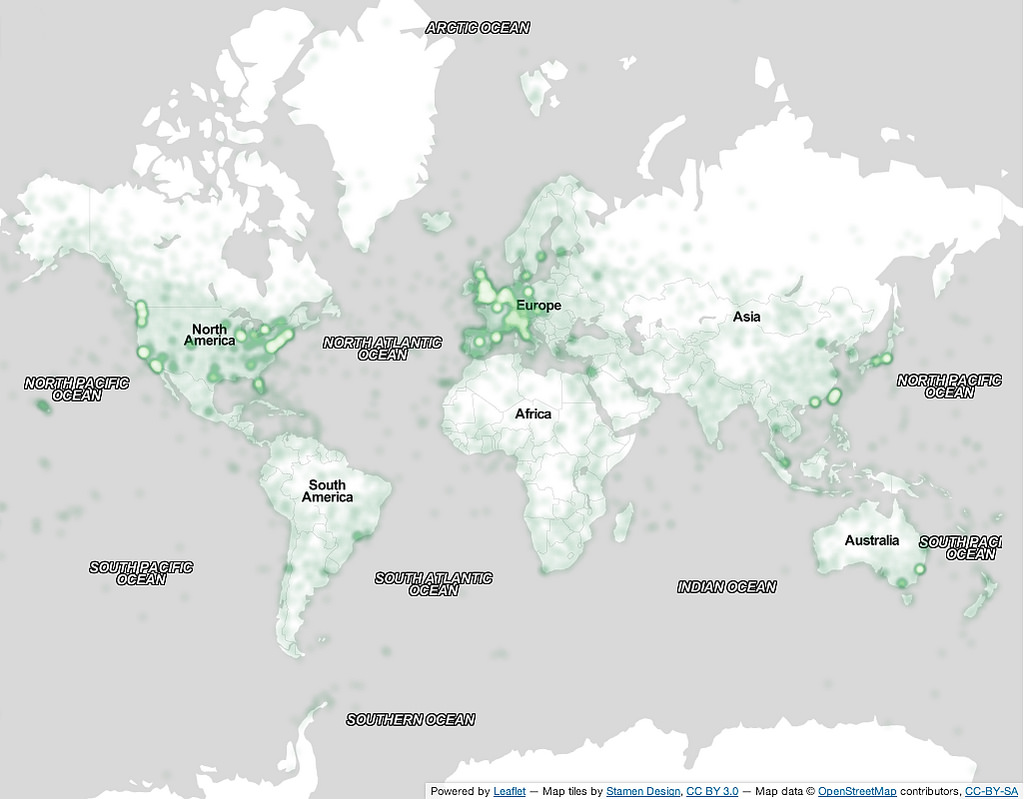 ARCTIC OCEAN
Europe
Asia
North
America
NORTH ATLANTIC
OCEAN
NORTH PACIFIC
OCEAN
NORTH PACIFIC
OCEAN
Africa
South
America
Australia
SOUTH PACI
OCEAN
SOUTH PACIFIC
OCEAN
SOUTH ATLANTIC
OCEAN
INDIAN OCEAN
SOUTHERN OCEAN
Powered by Leaflet — Map tiles by Stamen Design, CC BY 3.0 — Map data © OpenStreetMap contributors, CC-BY-SA